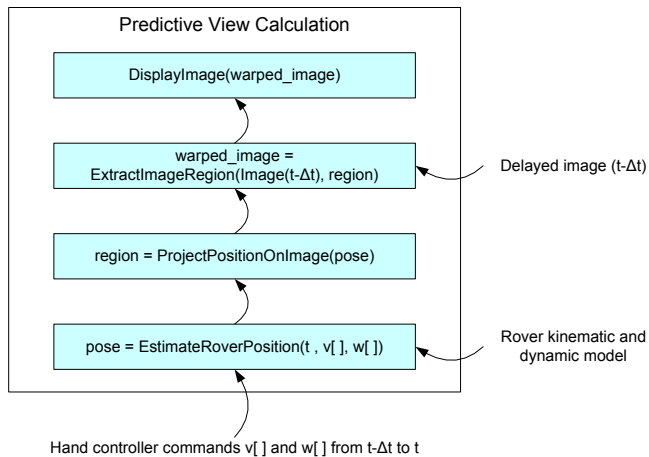 Predictive View Calculation
DisplayImage(warped_image)
warped_image =
ExtractImageRegion(Image(t-Δt), region)
Delayed image (t-Δt)
region = ProjectPositionOnImage(pose)
pose = EstimateRoverPosition(t , v[ ], w[ ])
Rover kinematic and
dynamic model
Hand controller commands v[ ] and w[ ] from t-Δt to t